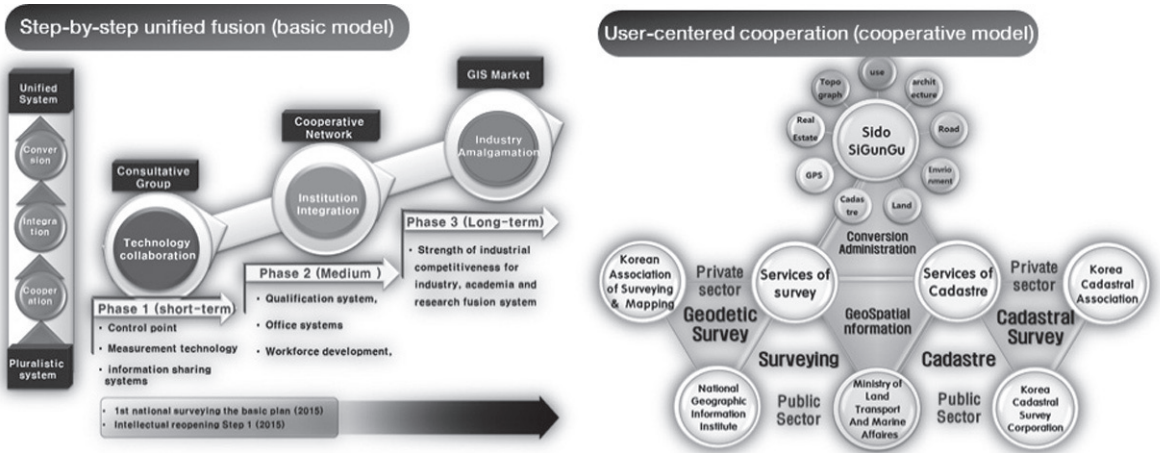 Step-by-step unified fusion (basic model)
Unified
System
Conver
sion
Integra
tion
Cooper
ation
Pluralistic
system
Consultative
Group
Technology
collaboration
Phase 1 (short-term)
• Control point
• Measurement technology
• information sharing
systems
Cooperative
Network
Institution
Integration
Phase 2 (Medium )
• Qualification system,
• Office systems
• Workforce development,
GIS Market
Industry
Amalgamation
Phase 3 (Long-term)
• Strength of industrial
competitiveness for
industry, academia and
research fusion system
• 1st national surveying the basic plan (2015)
• Intellectual reopening Step 1 (2015)
User-centered cooperation (cooperative model)
use
Topo
graph
archit
ecture
Real
Estate
Sido
SiGunGu
Road
GPS
Envrio
nment
Cadas
tre
Land
Conversion
Administration
Korean
Association
of Surveying
& Mapping
Private
sector
Services of
survey
Services of
Cadastre
Private
sector
Korea
Cadastral
Association
Geodetic
Survey
GeoSpatial
nformation
Cadastral
Survey
Surveying
Cadastre
National
Geographic
Information
Institute
Public
Sector
Ministry of
Land
Transport
And Marine
Affaires
Public
Sector
Korea
Cadastral
Survey
Corporation